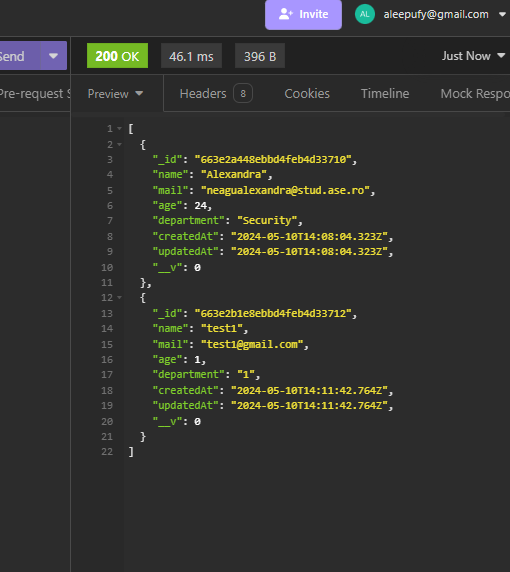 Invite
AL
aleepufy@gmail.com
Send
200 OK
46.1 ms
396 B
Just Now
Pre-request S
Preview
Headers
8
Cookies
Timeline
Mock Respo
1 [
2 {
3 "_id": "663e2a448ebbd4feb4d33710",
4 "name": "Alexandra",
5 "mail": "neagualexandra@stud.ase.ro",
6 "age": 24,
7 "department": "Security",
8 "createdAt": "2024-05-10T14:08:04.323Z",
9 "updatedAt": "2024-05-10T14:08:04.323Z",
10 "__v": 0
11 },
12 {
13 "_id": "663e2b1e8ebbd4feb4d33712",
14 "name": "test1",
15 "mail": "test1@gmail.com",
16 "age": 1,
17 "department": "1",
18 "createdAt": "2024-05-10T14:11:42.764Z",
19 "updatedAt": "2024-05-10T14:11:42.764Z",
20 "__v": 0
21 }
22 ]